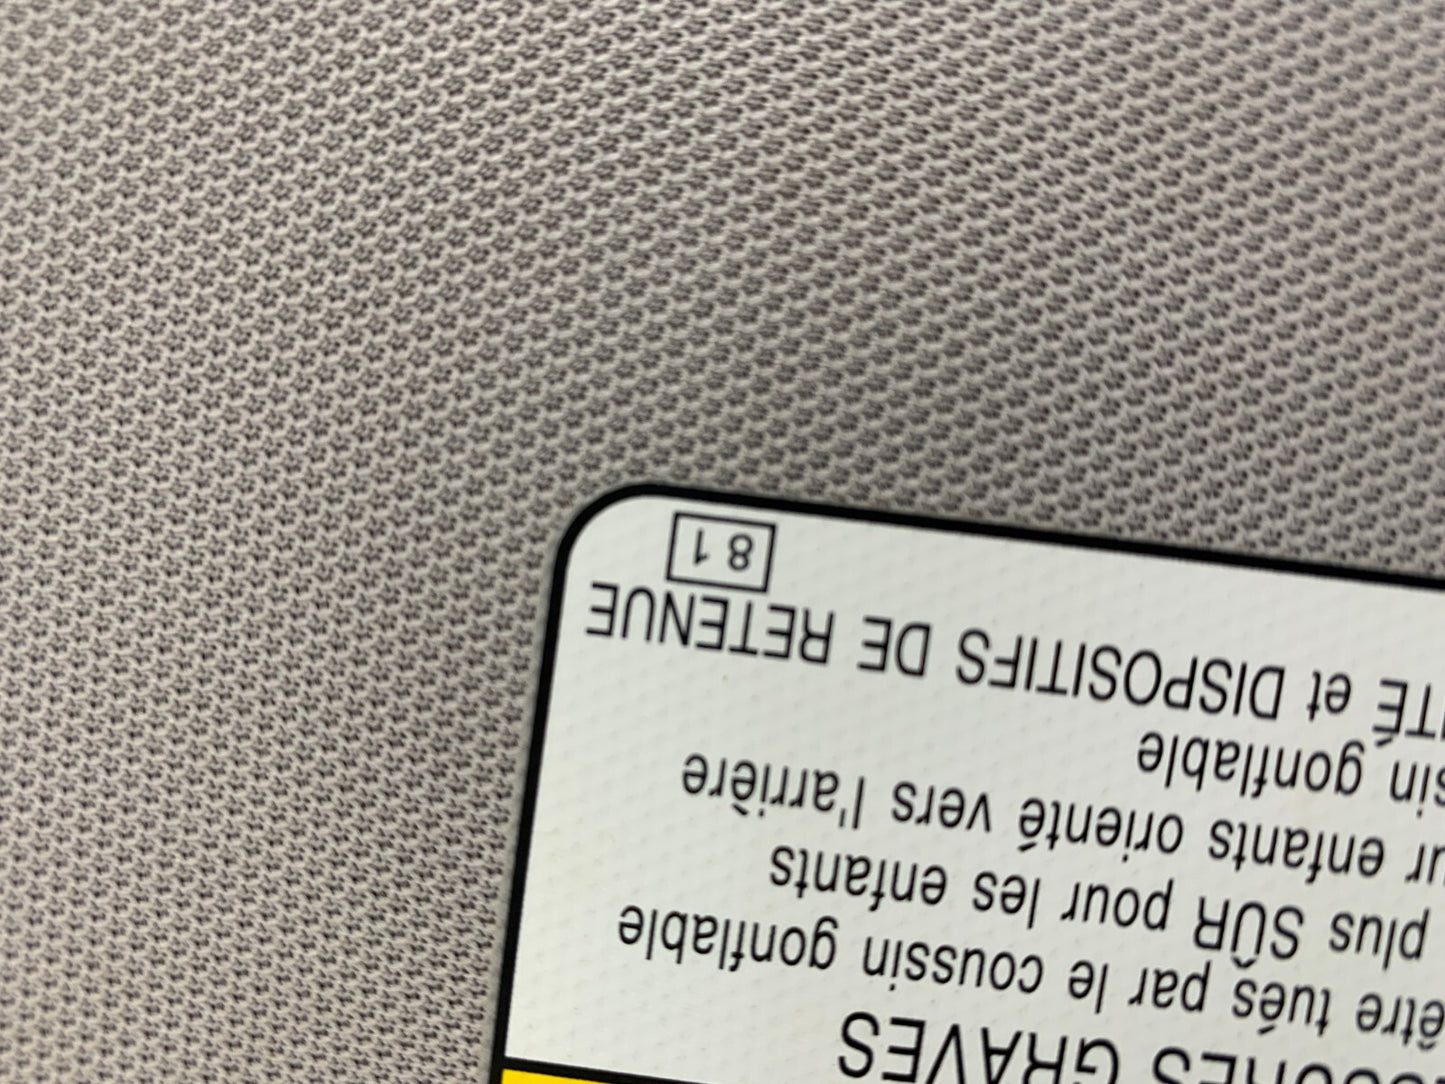 GRAVES
être tués par le coussin gonflable
plus SÛR pour les enfants
enfants orienté vers l'arrière
gonflable
et DISPOSITIFS DE RETENUE
8 1